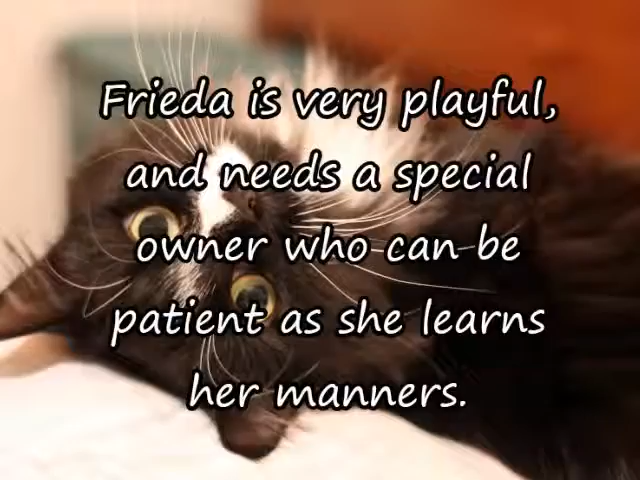 Frieda is very playful,
and needs a special
owner who can be
patient as she learns
her manners.